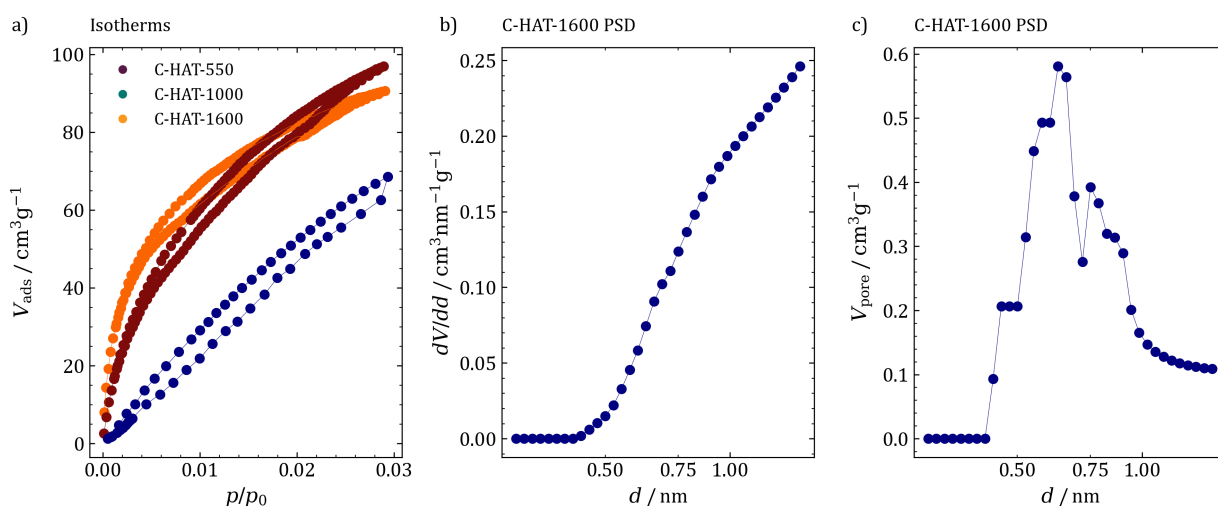 a) Isotherms
100
80
60
40
20
0
V_ads / cm³g⁻¹
C-HAT-550
C-HAT-1000
C-HAT-1600
0.00 0.01 0.02 0.03
p/p₀
b) C-HAT-1600 PSD
0.25
0.20
0.15
0.10
0.05
0.00
dV/dd / cm³nm⁻¹g⁻¹
0.50 0.75 1.00
d / nm
c) C-HAT-1600 PSD
0.6
0.5
0.4
0.3
0.2
0.1
0.0
V_pore / cm³g⁻¹
0.50 0.75 1.00
d / nm